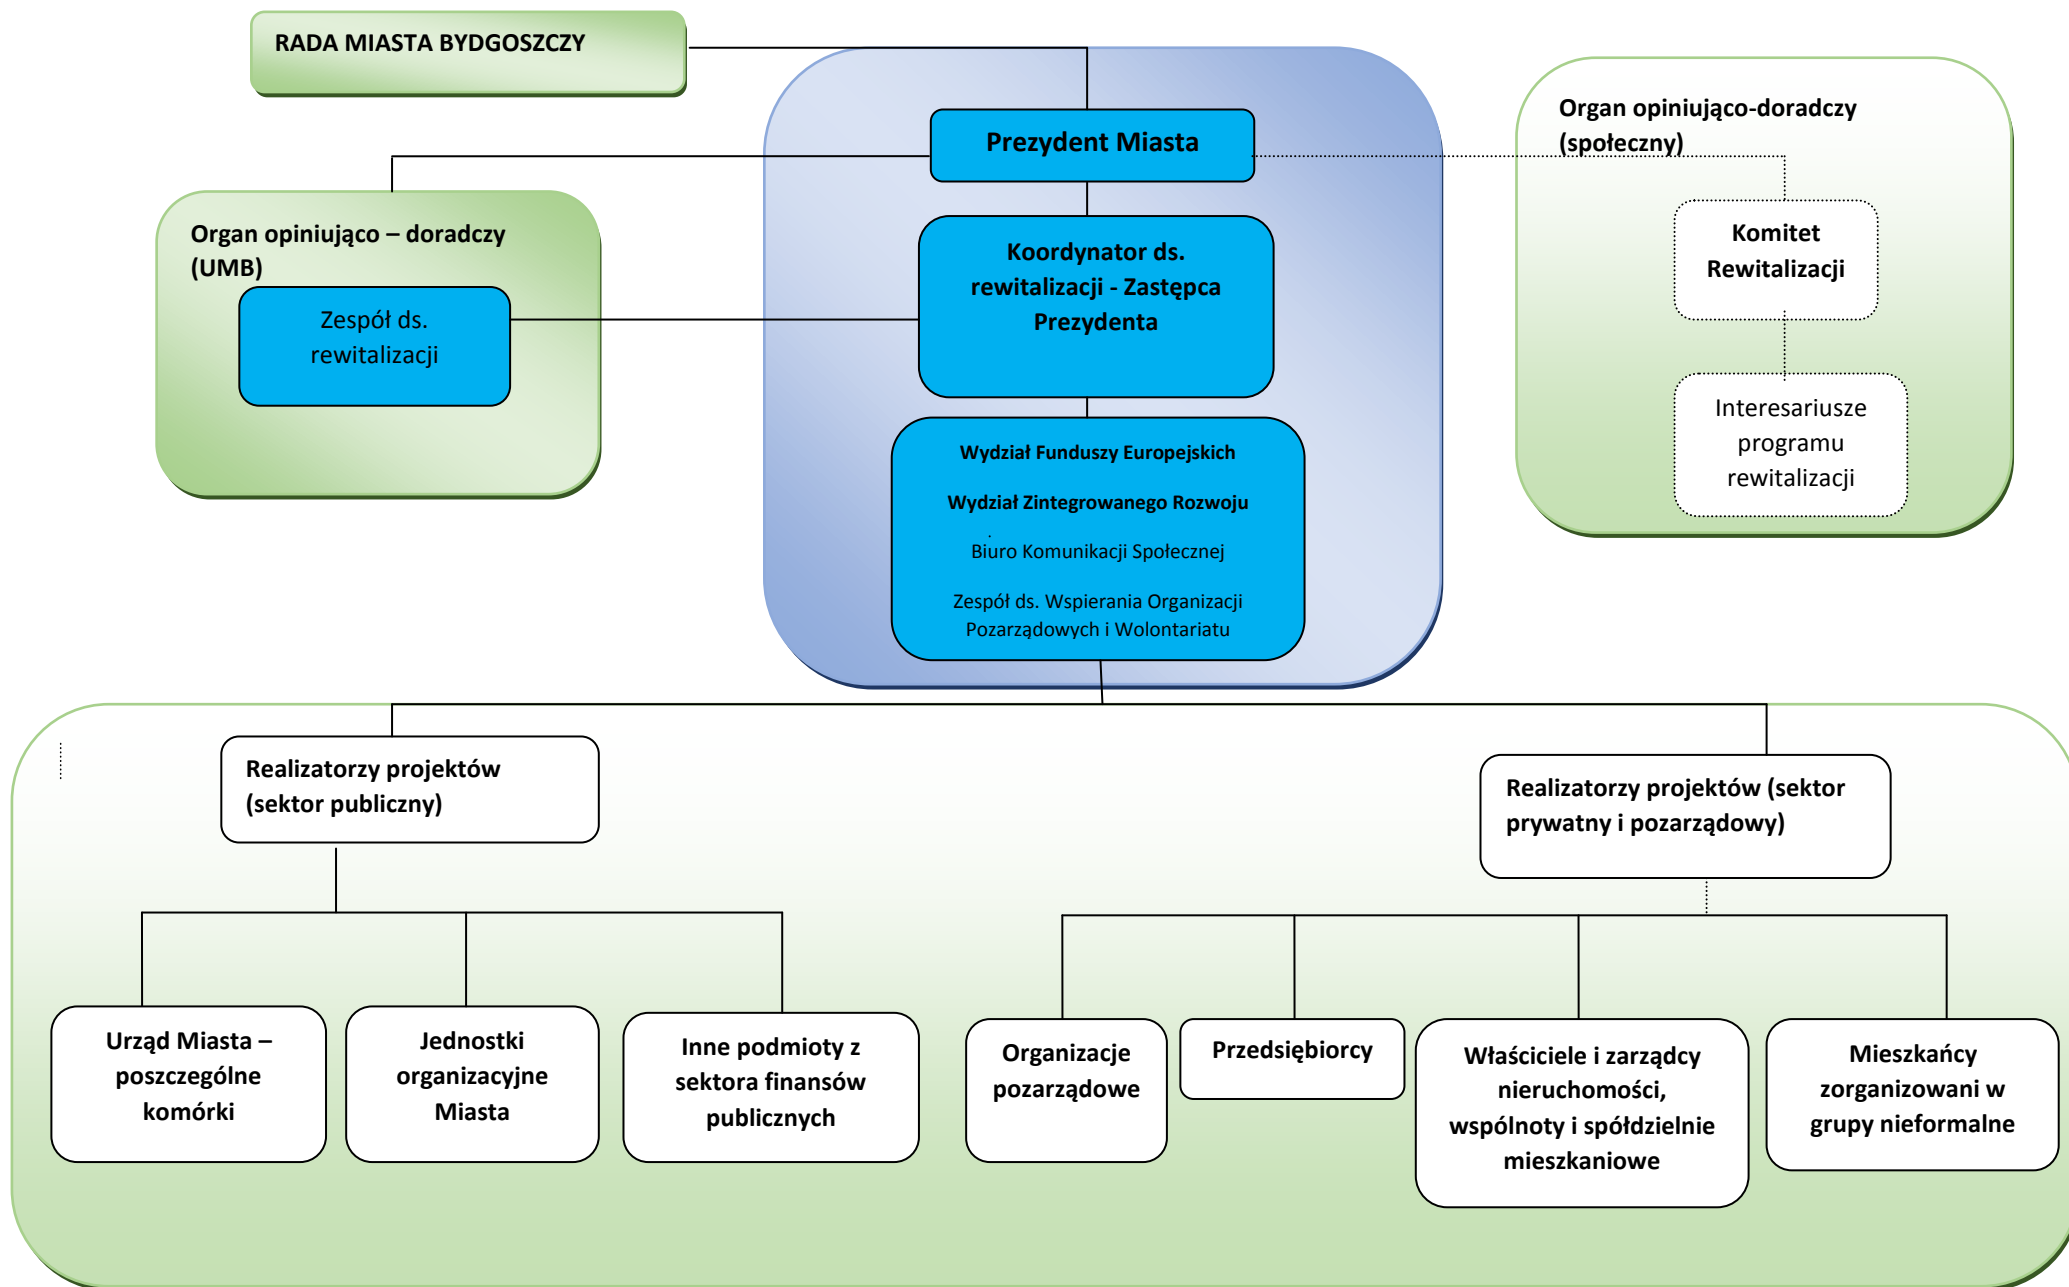 RADA MIASTA BYDGOSZCZY
Prezydent Miasta
Organ opiniująco-doradczy
(społeczny)
Organ opiniująco – doradczy
(UMB)
Zespół ds.
rewitalizacji
Koordynator ds.
rewitalizacji - Zastępca
Prezydenta
Komitet
Rewitalizacji
Interesariusze
programu
rewitalizacji
Wydział Funduszy Europejskich
Wydział Zintegrowanego Rozwoju
.
Biuro Komunikacji Społecznej
Zespół ds. Wspierania Organizacji
Pozarządowych i Wolontariatu
Realizatorzy projektów
(sektor publiczny)
Realizatorzy projektów (sektor
prywatny i pozarządowy)
Urząd Miasta –
poszczególne
komórki
Jednostki
organizacyjne
Miasta
Inne podmioty z
sektora finansów
publicznych
Organizacje
pozarządowe
Przedsiębiorcy
Właściciele i zarządcy
nieruchomości,
wspólnoty i spółdzielnie
mieszkaniowe
Mieszkańcy
zorganizowani w
grupy nieformalne